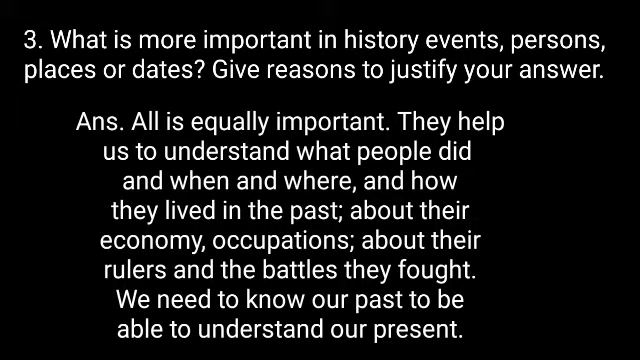 3. What is more important in history events, persons,
places or dates? Give reasons to justify your answer.
Ans. All is equally important. They help
us to understand what people did
and when and where, and how
they lived in the past; about their
economy, occupations; about their
rulers and the battles they fought.
We need to know our past to be
able to understand our present.